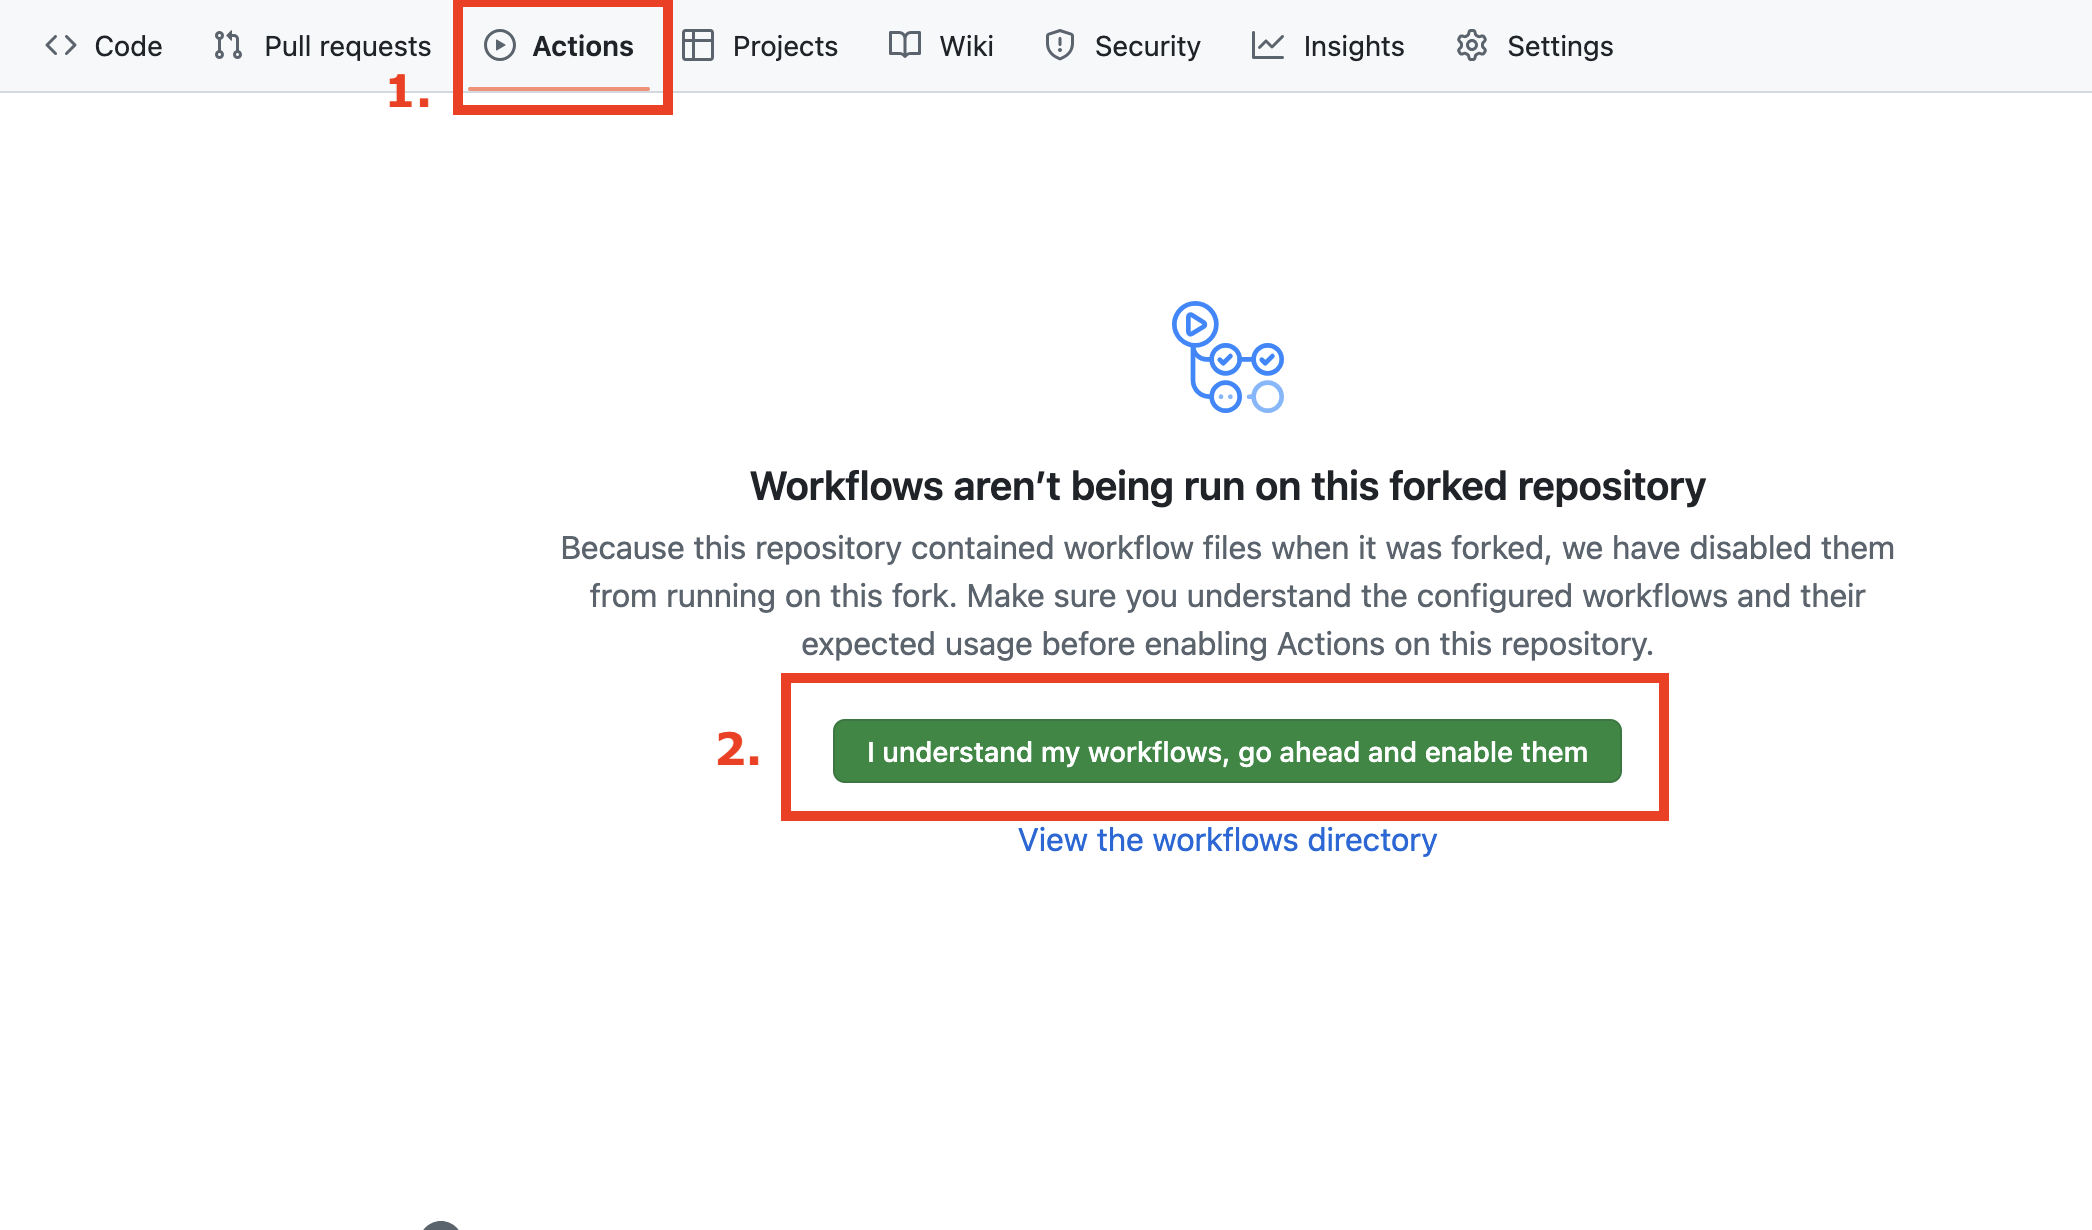 Code Pull requests Actions Projects Wiki Security Insights Settings
1.
Workflows aren’t being run on this forked repository
Because this repository contained workflow files when it was forked, we have disabled them
from running on this fork. Make sure you understand the configured workflows and their
expected usage before enabling Actions on this repository.
2. I understand my workflows, go ahead and enable them
View the workflows directory